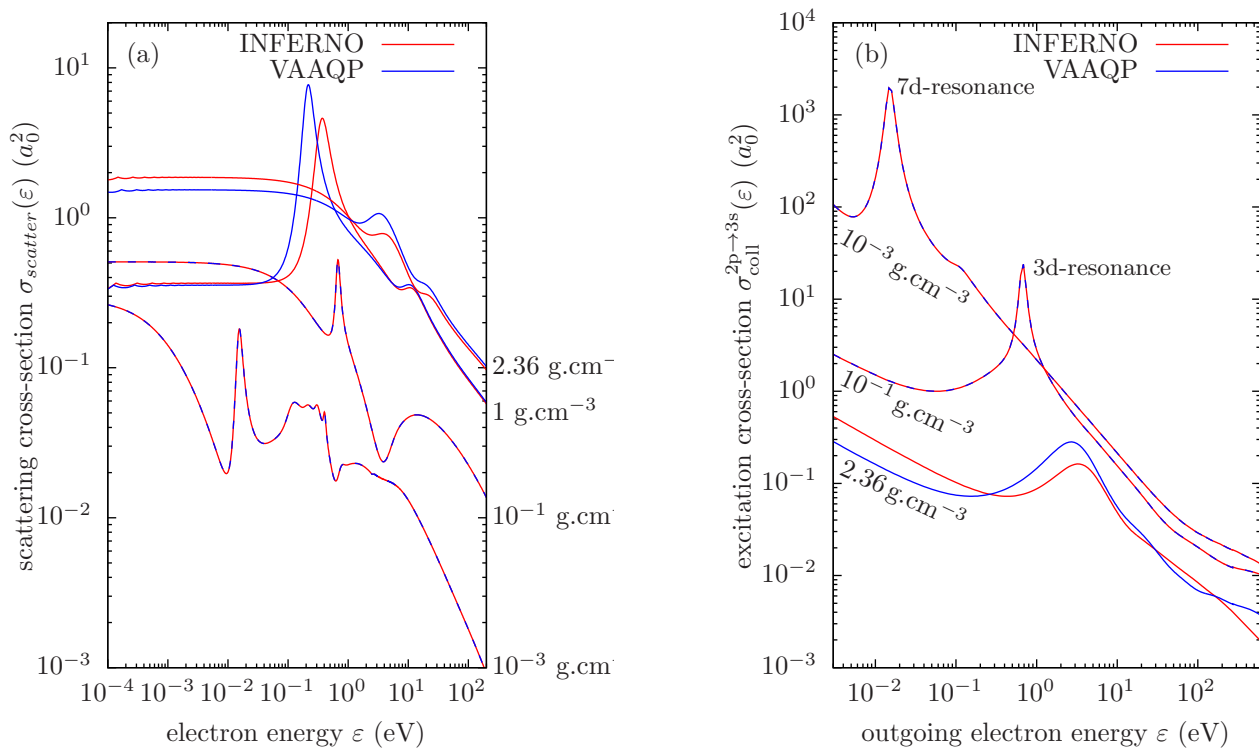 (a)
INFERNO
VAAQP
scattering cross-section σ_scatter(ε) (a_0^2)
10^1
10^0
10^-1
10^-2
10^-3
2.36 g.cm^-
1 g.cm^-3
10^-1 g.cm
10^-3 g.cm
10^-4
10^-3
10^-2
10^-1
10^0
10^1
10^2
electron energy ε (eV)
(b)
INFERNO
VAAQP
excitation cross-section σ_coll^2p→3s(ε) (a_0^2)
10^4
10^3
10^2
10^1
10^0
10^-1
10^-2
10^-3
7d-resonance
10^-3 g.cm^-3
3d-resonance
10^-1 g.cm^-3
2.36 g.cm^-3
10^-2
10^-1
10^0
10^1
10^2
outgoing electron energy ε (eV)